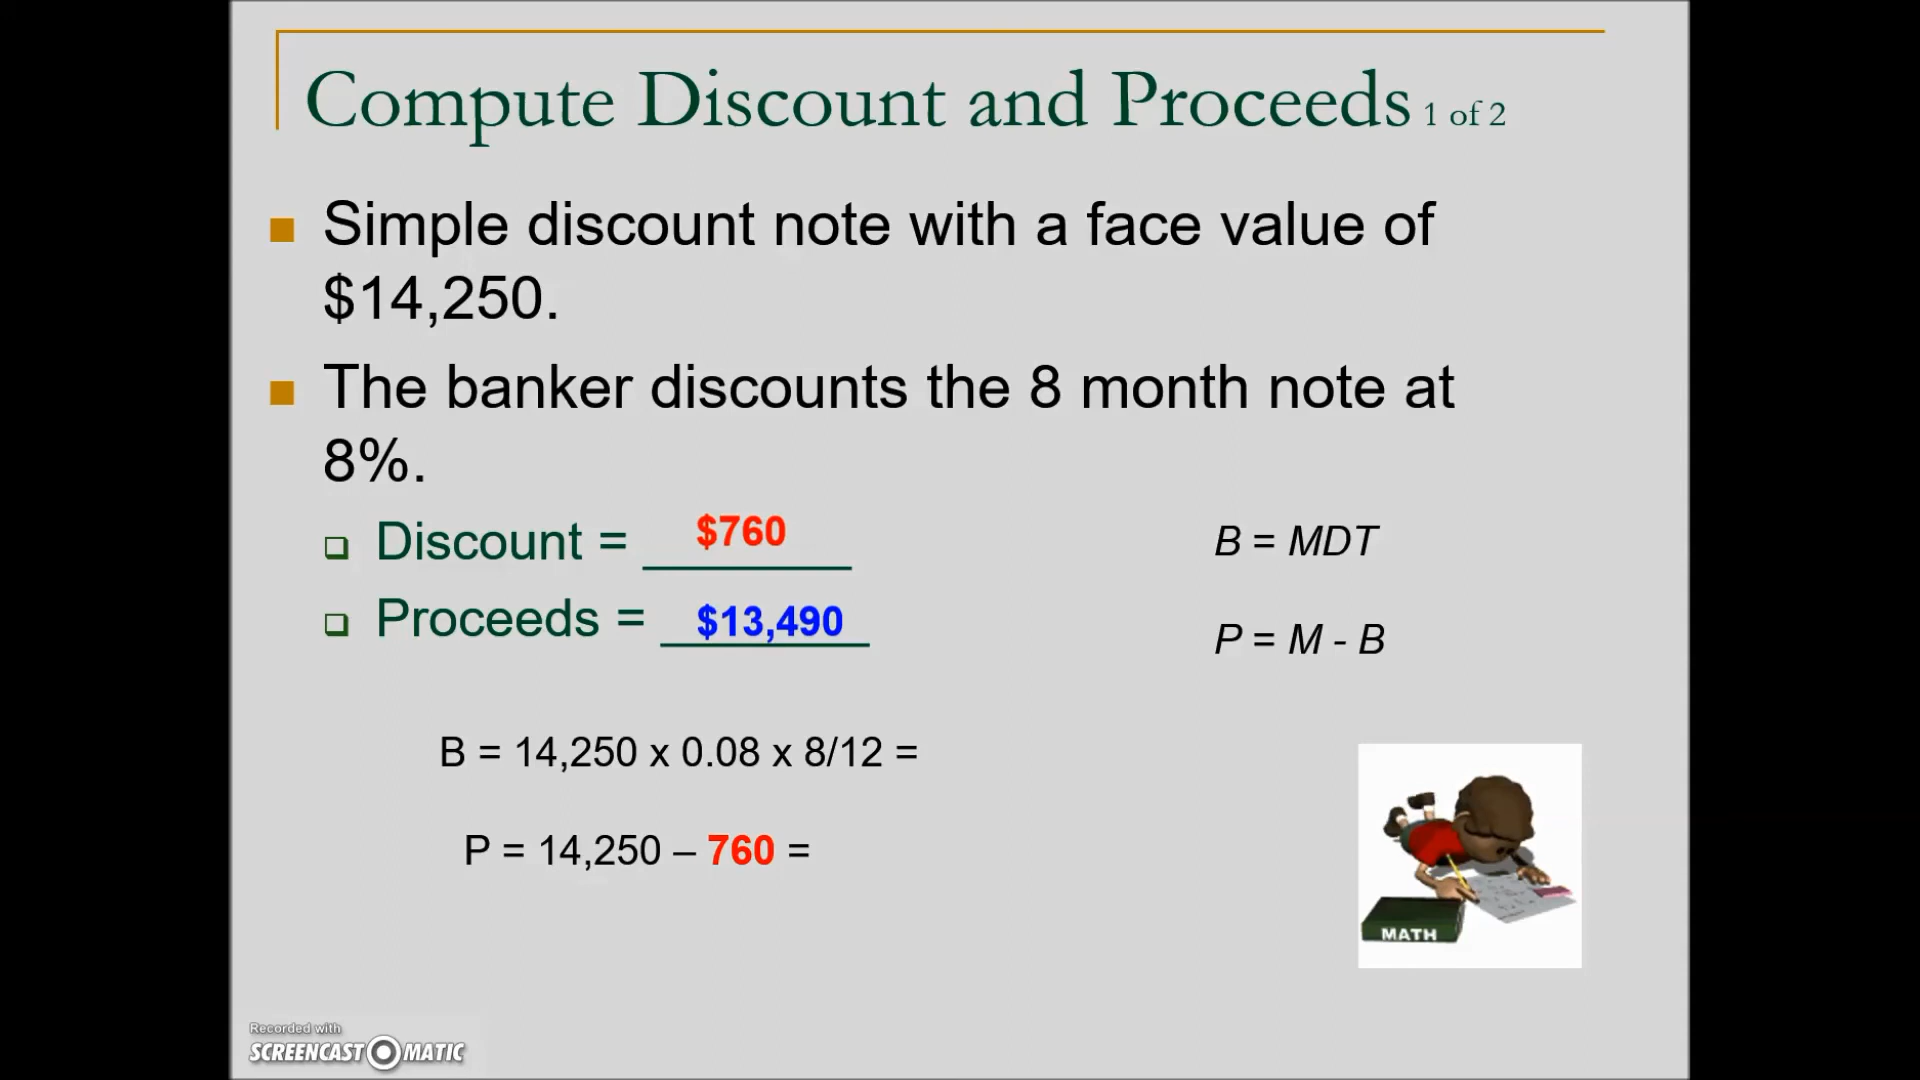 Compute Discount and Proceeds 1 of 2
Simple discount note with a face value of
$14,250.
The banker discounts the 8 month note at
8%.
Discount = $760
B = MDT
Proceeds = $13,490
P = M - B
B = 14,250 x 0.08 x 8/12 =
P = 14,250 – 760 =
MATH
Recorded with
SCREENCAST MATIC